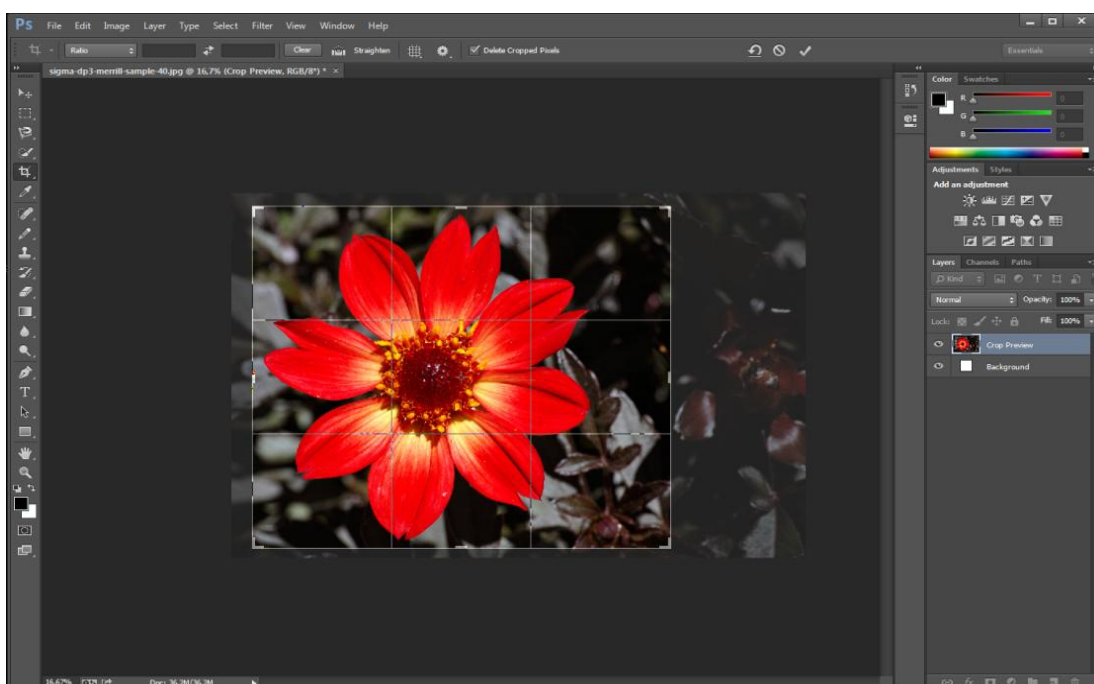 Ps File Edit Image Layer Type Select Filter View Window Help
Ratio Clear Straighten Delete Cropped Pixels Essentials
sigma-dp3-merrill-sample-40.jpg @ 16,7% (Crop Preview, RGB/8*) * ×
Color Swatches
R 0
G 0
B 0
Adjustments Styles
Add an adjustment
Layers Channels Paths
Kind
Normal Opacity: 100%
Lock: Fill: 100%
Crop Preview
Background
16,67% Doc: 36,2M/36,2M